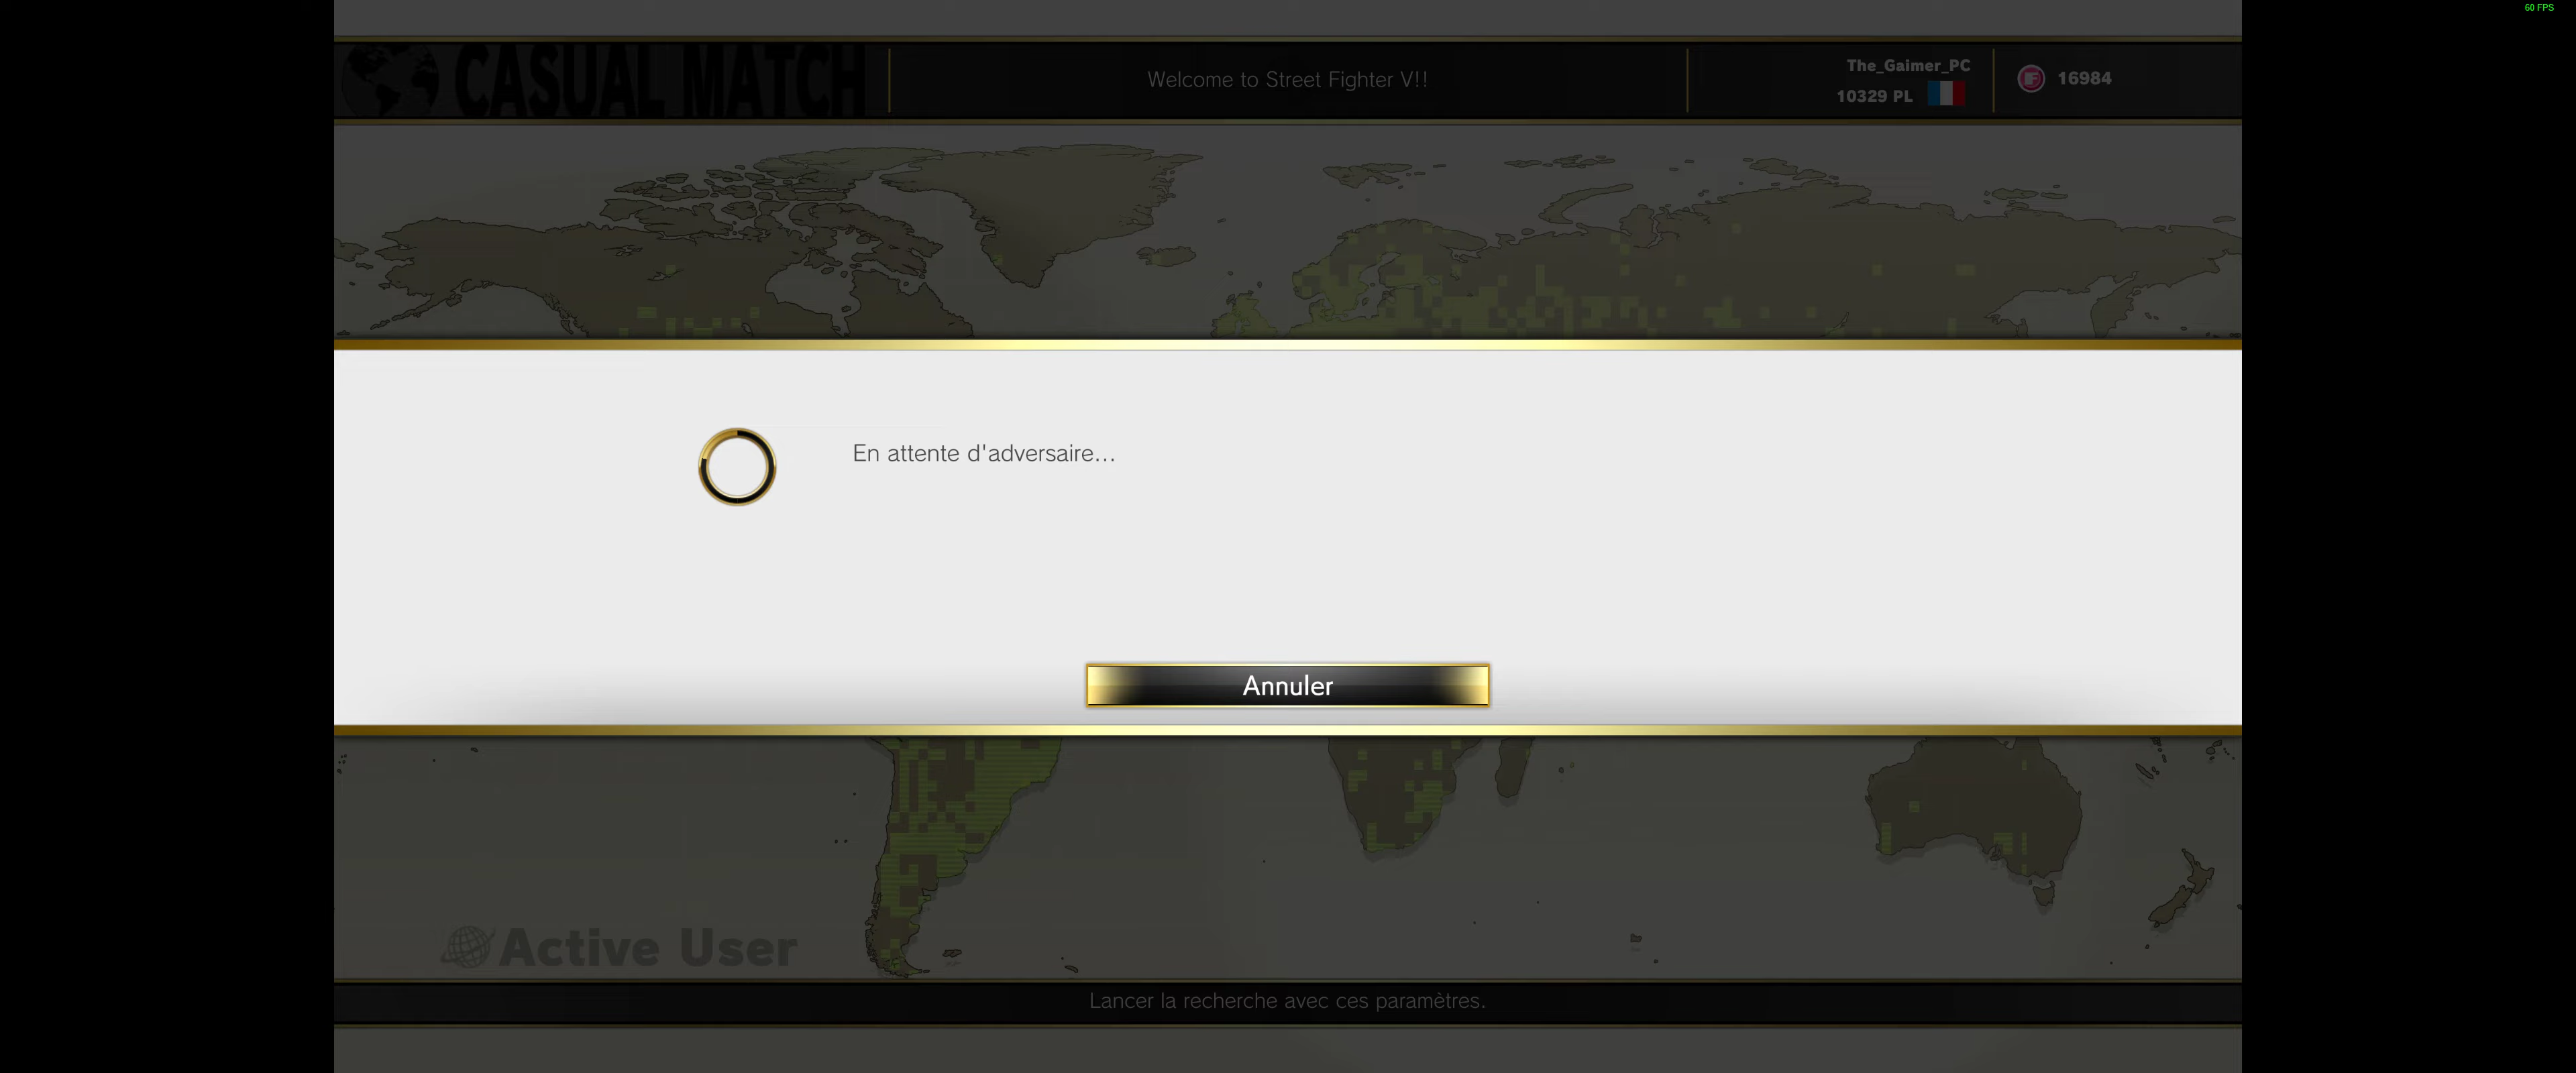 60 FPS
CASUAL MATCH
Welcome to Street Fighter V!!
The_Gaimer_PC
10329 PL
F 16984
En attente d'adversaire...
Annuler
Active User
Lancer la recherche avec ces paramètres.